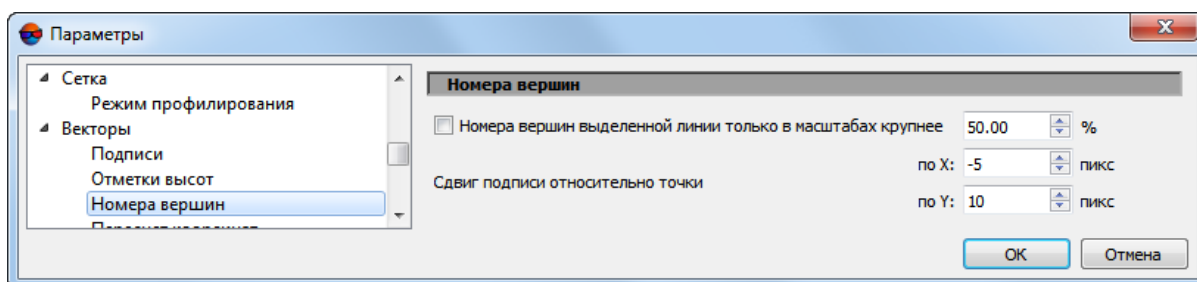 Параметры
Сетка
Режим профилирования
Векторы
Подписи
Отметки высот
Номера вершин
Номера вершин
Номера вершин выделенной линии только в масштабах крупнее 50.00 %
Сдвиг подписи относительно точки
по X: -5 пикс
по Y: 10 пикс
OK Отмена